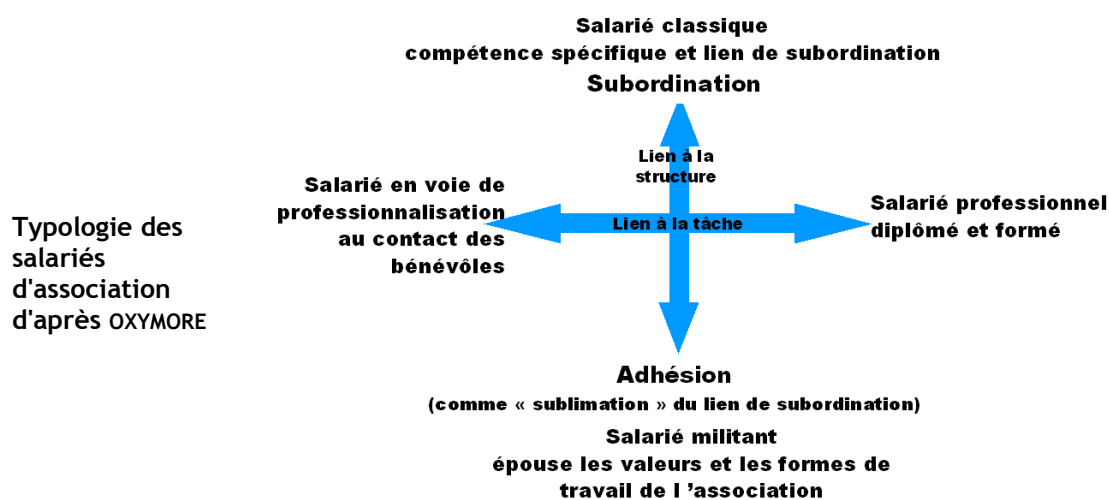 Salarié classique
compétence spécifique et lien de subordination
Subordination
Lien à la
structure
Salarié en voie de
professionnalisation
au contact des
bénévôles
Lien à la tâche
Salarié professionnel
diplômé et formé
Typologie des
salariés
d'association
d'après OXYMORE
Adhésion
(comme « sublimation » du lien de subordination)
Salarié militant
épouse les valeurs et les formes de
travail de l ’association